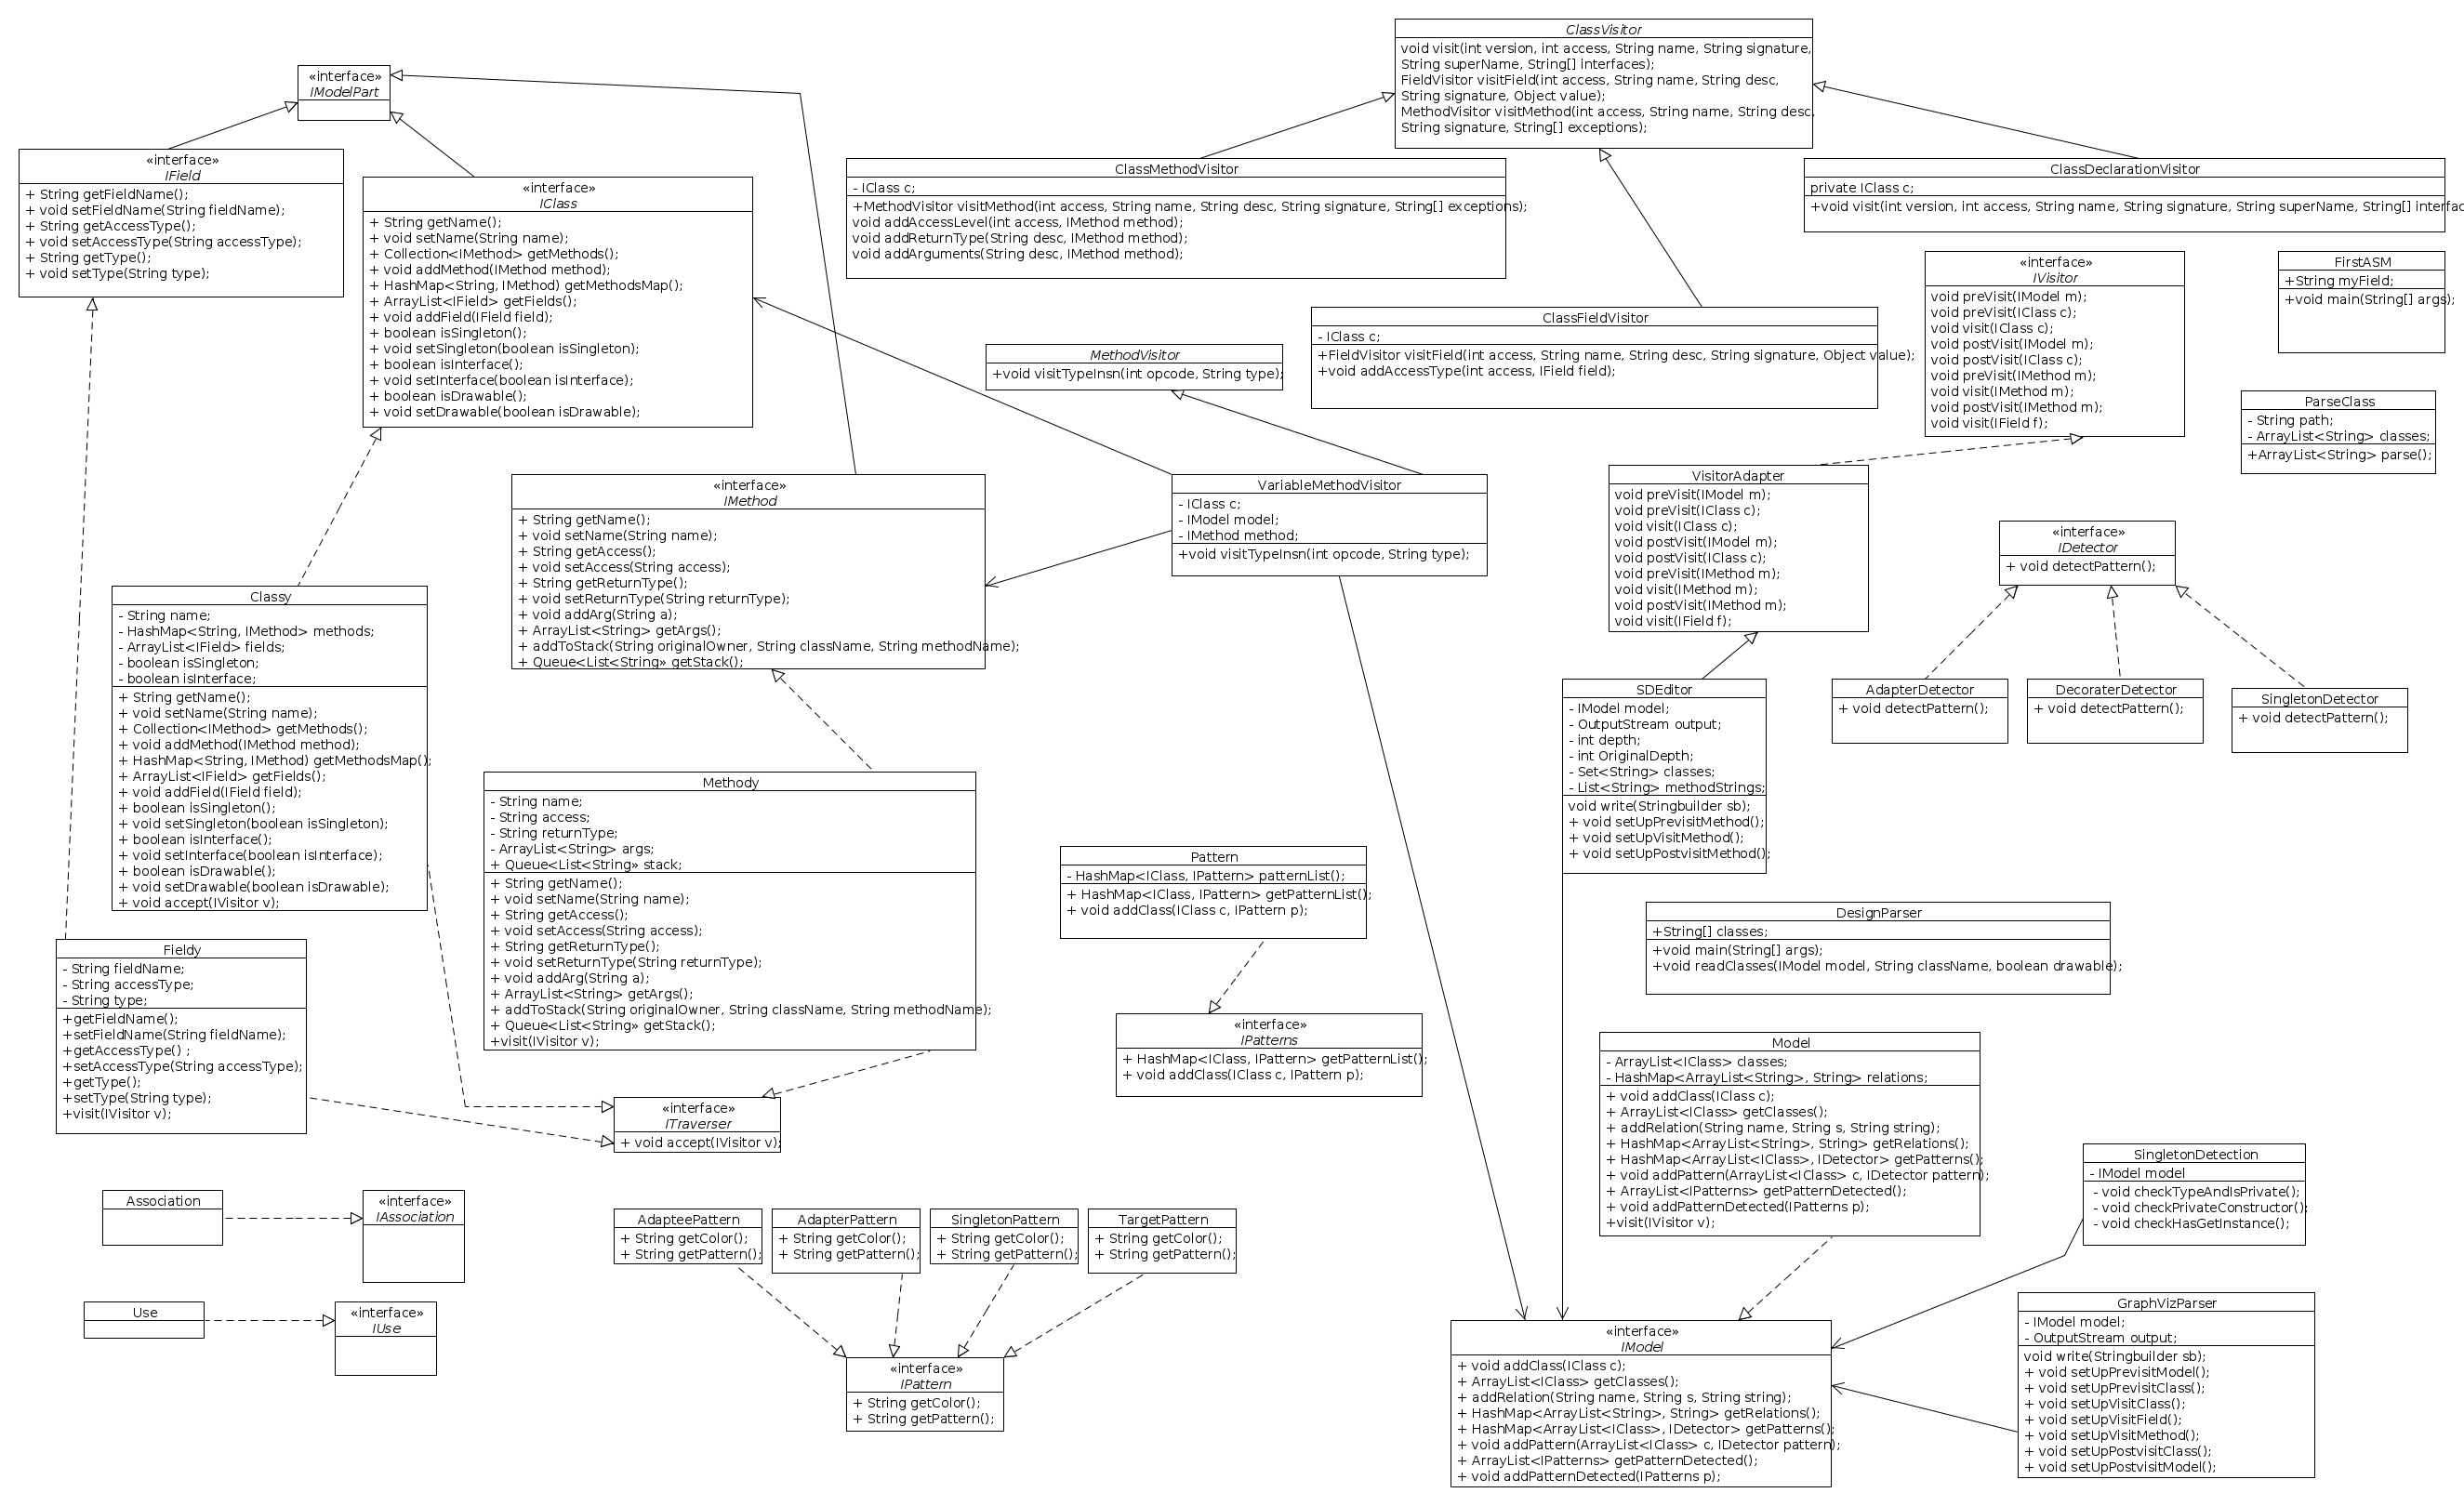 ClassVisitor
void visit(int version, int access, String name, String signature,
String superName, String[] interfaces);
FieldVisitor visitField(int access, String name, String desc,
String signature, Object value);
MethodVisitor visitMethod(int access, String name, String desc,
String signature, String[] exceptions);
«interface»
IModelPart
«interface»
IField
+ String getFieldName();
+ void setFieldName(String fieldName);
+ String getAccessType();
+ void setAccessType(String accessType);
+ String getType();
+ void setType(String type);
«interface»
IClass
+ String getName();
+ void setName(String name);
+ Collection<IMethod> getMethods();
+ void addMethod(IMethod method);
+ HashMap<String, IMethod) getMethodsMap();
+ ArrayList<IField> getFields();
+ void addField(IField field);
+ boolean isSingleton();
+ void setSingleton(boolean isSingleton);
+ boolean isInterface();
+ void setInterface(boolean isInterface);
+ boolean isDrawable();
+ void setDrawable(boolean isDrawable);
ClassMethodVisitor
- IClass c;
+MethodVisitor visitMethod(int access, String name, String desc, String signature, String[] exceptions);
void addAccessLevel(int access, IMethod method);
void addReturnType(String desc, IMethod method);
void addArguments(String desc, IMethod method);
ClassDeclarationVisitor
private IClass c;
+void visit(int version, int access, String name, String signature, String superName, String[] interfac
ClassFieldVisitor
- IClass c;
+FieldVisitor visitField(int access, String name, String desc, String signature, Object value);
+void addAccessType(int access, IField field);
«interface»
IVisitor
void preVisit(IModel m);
void preVisit(IClass c);
void visit(IClass c);
void postVisit(IModel m);
void postVisit(IClass c);
void preVisit(IMethod m);
void visit(IMethod m);
void postVisit(IMethod m);
void visit(IField f);
FirstASM
+String myField;
+void main(String[] args);
MethodVisitor
+void visitTypeInsn(int opcode, String type);
ParseClass
- String path;
- ArrayList<String> classes;
+ArrayList<String> parse();
«interface»
IMethod
+ String getName();
+ void setName(String name);
+ String getAccess();
+ void setAccess(String access);
+ String getReturnType();
+ void setReturnType(String returnType);
+ void addArg(String a);
+ ArrayList<String> getArgs();
+ addToStack(String originalOwner, String className, String methodName);
+ Queue<List<String» getStack();
VariableMethodVisitor
- IClass c;
- IModel model;
- IMethod method;
+void visitTypeInsn(int opcode, String type);
VisitorAdapter
void preVisit(IModel m);
void preVisit(IClass c);
void visit(IClass c);
void postVisit(IModel m);
void postVisit(IClass c);
void preVisit(IMethod m);
void visit(IMethod m);
void postVisit(IMethod m);
void visit(IField f);
«interface»
IDetector
+ void detectPattern();
Classy
- String name;
- HashMap<String, IMethod> methods;
- ArrayList<IField> fields;
- boolean isSingleton;
- boolean isInterface;
+ String getName();
+ void setName(String name);
+ Collection<IMethod> getMethods();
+ void addMethod(IMethod method);
+ HashMap<String, IMethod) getMethodsMap();
+ ArrayList<IField> getFields();
+ void addField(IField field);
+ boolean isSingleton();
+ void setSingleton(boolean isSingleton);
+ boolean isInterface();
+ void setInterface(boolean isInterface);
+ boolean isDrawable();
+ void setDrawable(boolean isDrawable);
+ void accept(IVisitor v);
SDEditor
- IModel model;
- OutputStream output;
- int depth;
- int OriginalDepth;
- Set<String> classes;
- List<String> methodStrings;
void write(Stringbuilder sb);
+ void setUpPrevisitMethod();
+ void setUpVisitMethod();
+ void setUpPostvisitMethod();
AdapterDetector
+ void detectPattern();
DecoraterDetector
+ void detectPattern();
SingletonDetector
+ void detectPattern();
Methody
- String name;
- String access;
- String returnType;
- ArrayList<String> args;
+ Queue<List<String» stack;
+ String getName();
+ void setName(String name);
+ String getAccess();
+ void setAccess(String access);
+ String getReturnType();
+ void setReturnType(String returnType);
+ void addArg(String a);
+ ArrayList<String> getArgs();
+ addToStack(String originalOwner, String className, String methodName);
+ Queue<List<String» getStack();
+visit(IVisitor v);
Pattern
- HashMap<IClass, IPattern> patternList();
+ HashMap<IClass, IPattern> getPatternList();
+ void addClass(IClass c, IPattern p);
DesignParser
+String[] classes;
+void main(String[] args);
+void readClasses(IModel model, String className, boolean drawable);
Fieldy
- String fieldName;
- String accessType;
- String type;
+getFieldName();
+setFieldName(String fieldName);
+getAccessType() ;
+setAccessType(String accessType);
+getType();
+setType(String type);
+visit(IVisitor v);
«interface»
IPatterns
+ HashMap<IClass, IPattern> getPatternList();
+ void addClass(IClass c, IPattern p);
Model
- ArrayList<IClass> classes;
- HashMap<ArrayList<String>, String> relations;
+ void addClass(IClass c);
+ ArrayList<IClass> getClasses();
+ addRelation(String name, String s, String string);
+ HashMap<ArrayList<String>, String> getRelations();
+ HashMap<ArrayList<IClass>, IDetector> getPatterns();
+ void addPattern(ArrayList<IClass> c, IDetector pattern);
+ ArrayList<IPatterns> getPatternDetected();
+ void addPatternDetected(IPatterns p);
+visit(IVisitor v);
«interface»
ITraverser
+ void accept(IVisitor v);
SingletonDetection
- IModel model
- void checkTypeAndIsPrivate();
- void checkPrivateConstructor();
- void checkHasGetInstance();
Association
«interface»
IAssociation
AdapteePattern
+ String getColor();
+ String getPattern();
AdapterPattern
+ String getColor();
+ String getPattern();
SingletonPattern
+ String getColor();
+ String getPattern();
TargetPattern
+ String getColor();
+ String getPattern();
Use
«interface»
IUse
«interface»
IPattern
+ String getColor();
+ String getPattern();
«interface»
IModel
+ void addClass(IClass c);
+ ArrayList<IClass> getClasses();
+ addRelation(String name, String s, String string);
+ HashMap<ArrayList<String>, String> getRelations();
+ HashMap<ArrayList<IClass>, IDetector> getPatterns();
+ void addPattern(ArrayList<IClass> c, IDetector pattern);
+ ArrayList<IPatterns> getPatternDetected();
+ void addPatternDetected(IPatterns p);
GraphVizParser
- IModel model;
- OutputStream output;
void write(Stringbuilder sb);
+ void setUpPrevisitModel();
+ void setUpPrevisitClass();
+ void setUpVisitClass();
+ void setUpVisitField();
+ void setUpVisitMethod();
+ void setUpPostvisitClass();
+ void setUpPostvisitModel();